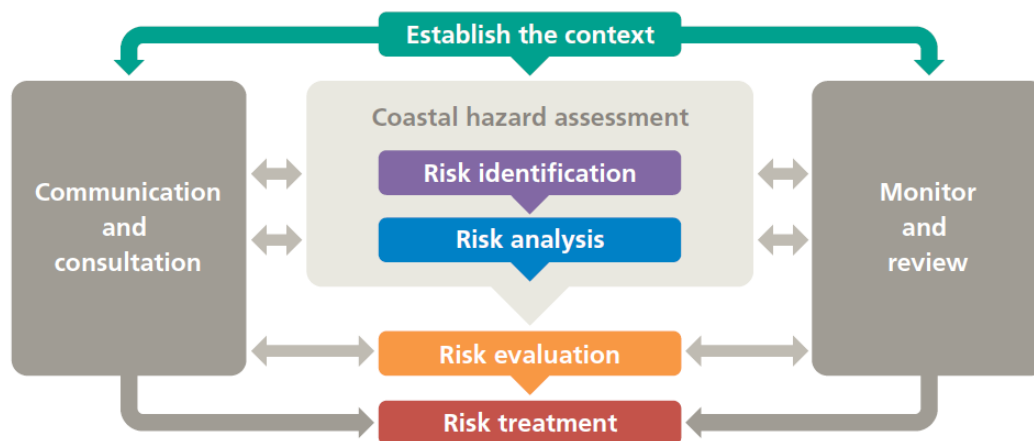 Establish the context
Coastal hazard assessment
Risk identification
Communication
and
consultation
Risk analysis
Monitor
and
review
Risk evaluation
Risk treatment